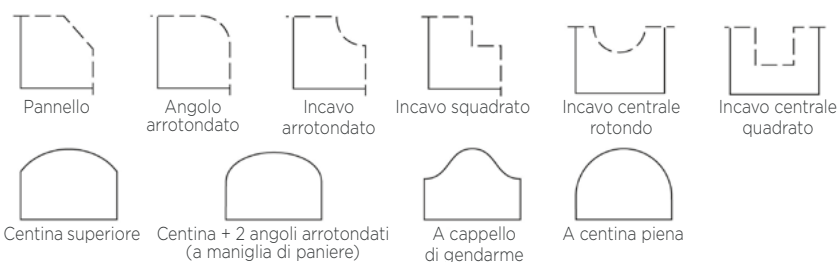 Pannello
Angolo
arrotondato
Incavo
arrotondato
Incavo squadrato
Incavo centrale
rotondo
Incavo centrale
quadrato
Centina superiore
Centina + 2 angoli arrotondati
(a maniglia di paniere)
A cappello
di gendarme
A centina piena